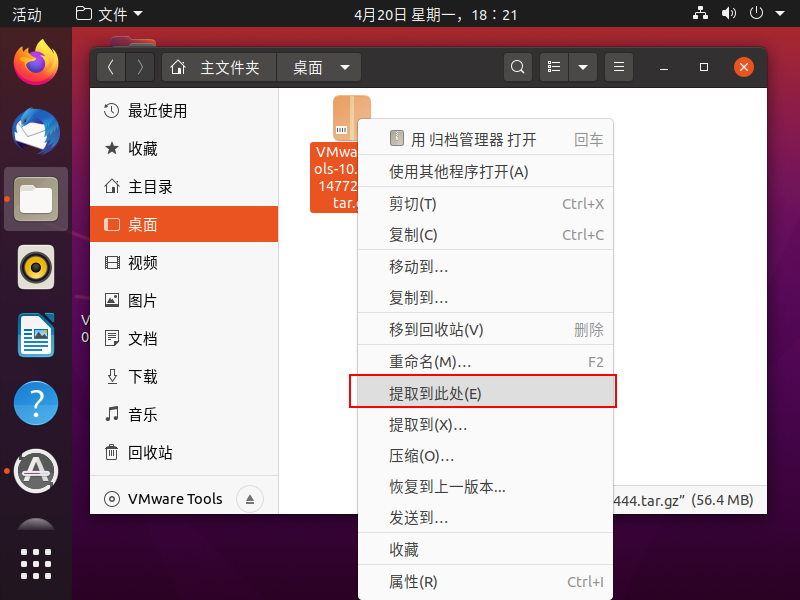 活动
文件
4月20日 星期一，18：21
主文件夹
桌面
最近使用
收藏
主目录
桌面
视频
图片
文档
下载
音乐
回收站
VMware Tools
V
0
VMwa
ols-10.
14772
tar.
用 归档管理器 打开 回车
使用其他程序打开(A)
剪切(T) Ctrl+X
复制(C) Ctrl+C
移动到…
复制到…
移到回收站(V) 删除
重命名(M)… F2
提取到此处(E)
提取到(X)…
压缩(O)…
恢复到上一版本...
发送到…
收藏
属性(R) Ctrl+I
444.tar.gz” (56.4 MB)